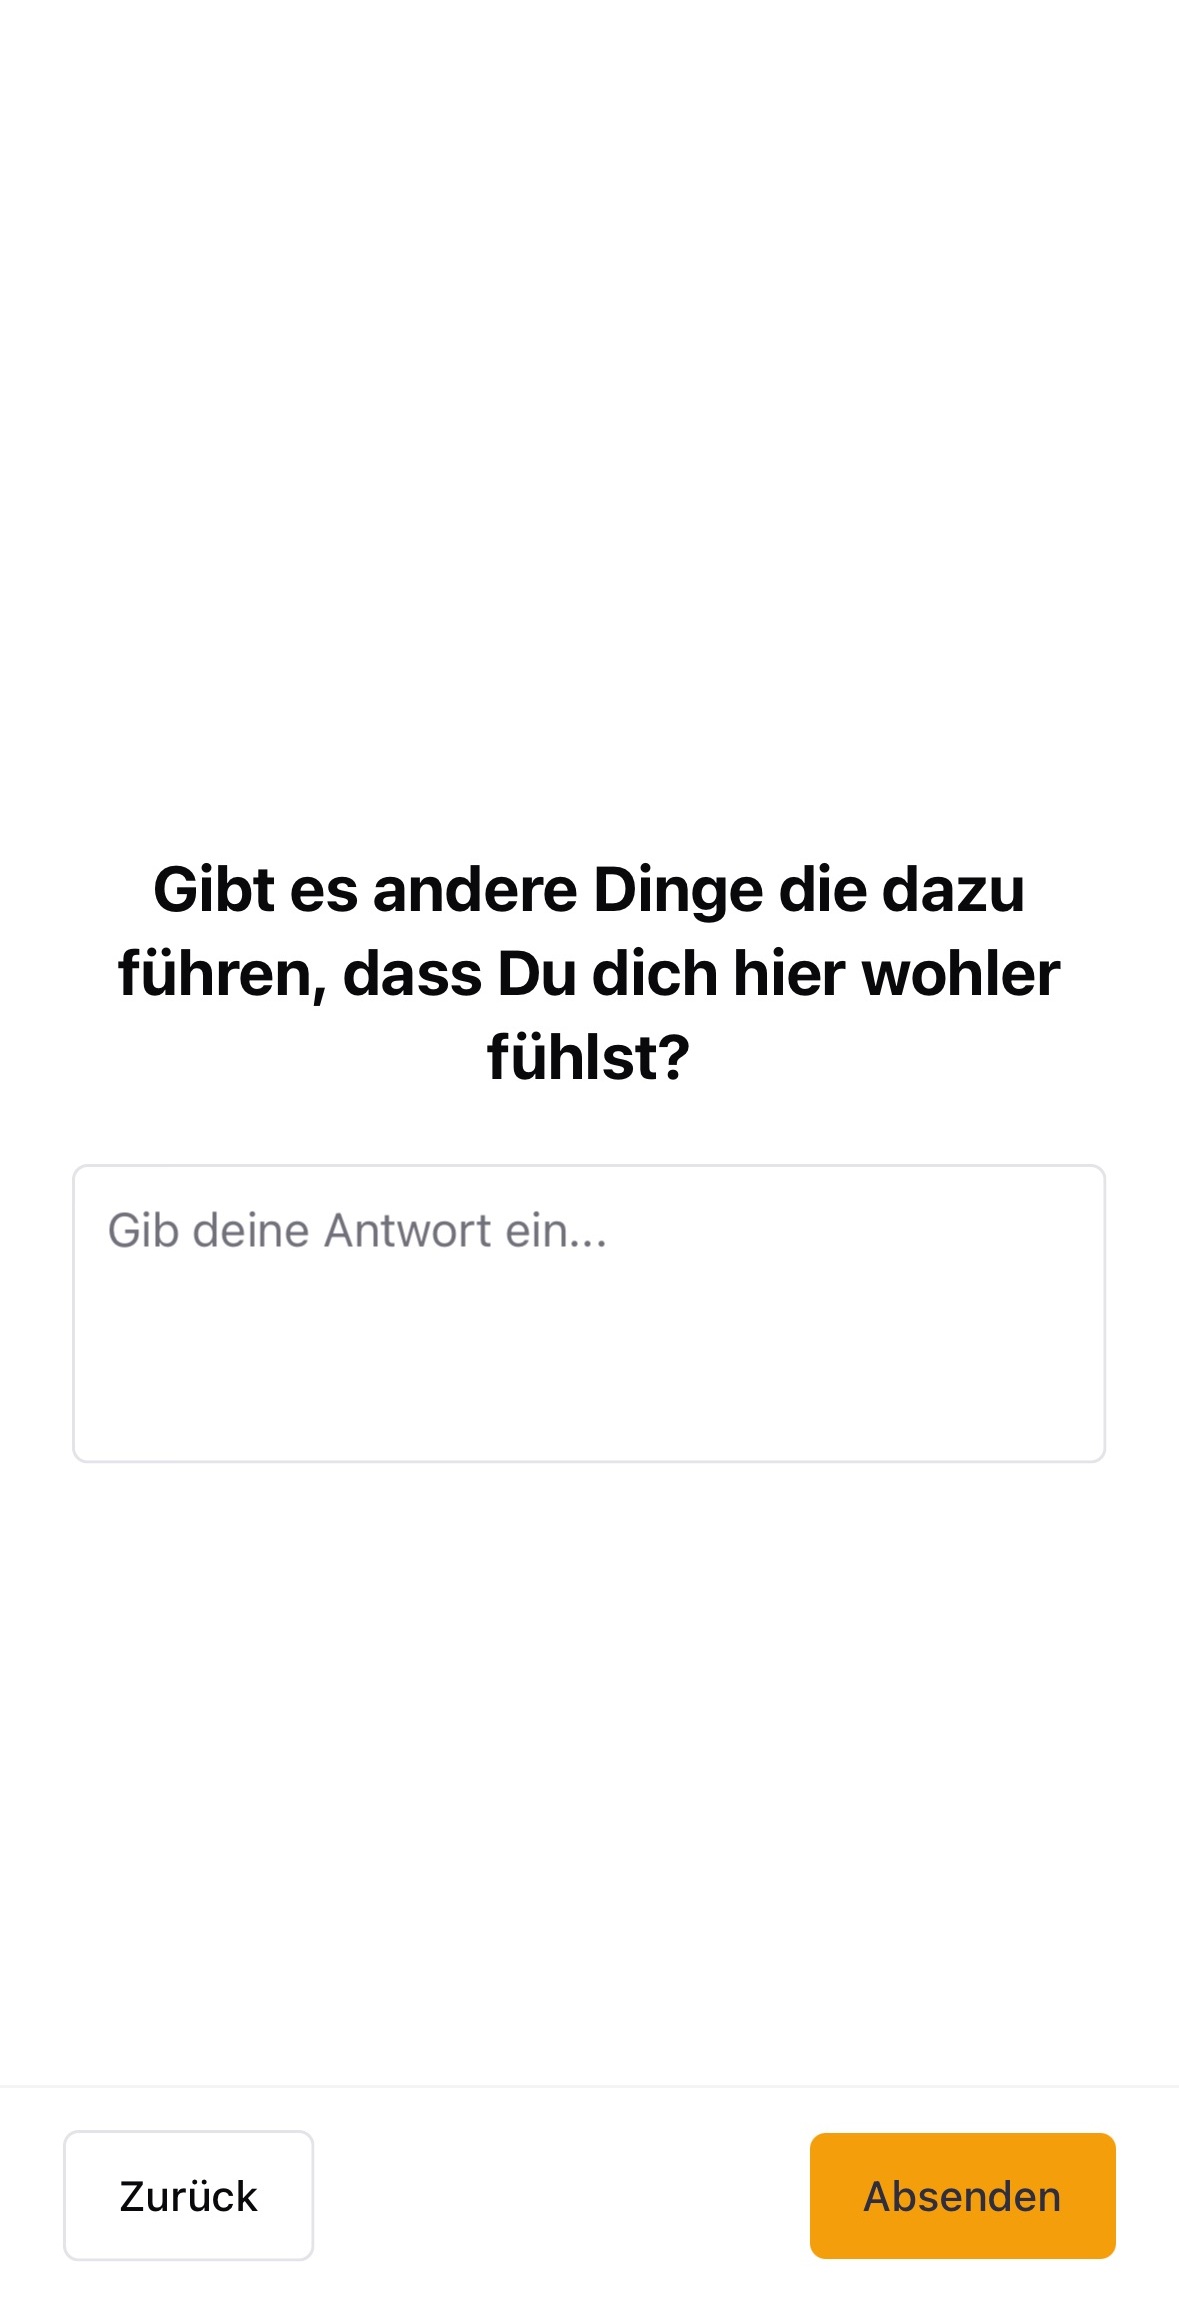 Gibt es andere Dinge die dazu
führen, dass Du dich hier wohler
fühlst?
Gib deine Antwort ein...
Zurück
Absenden